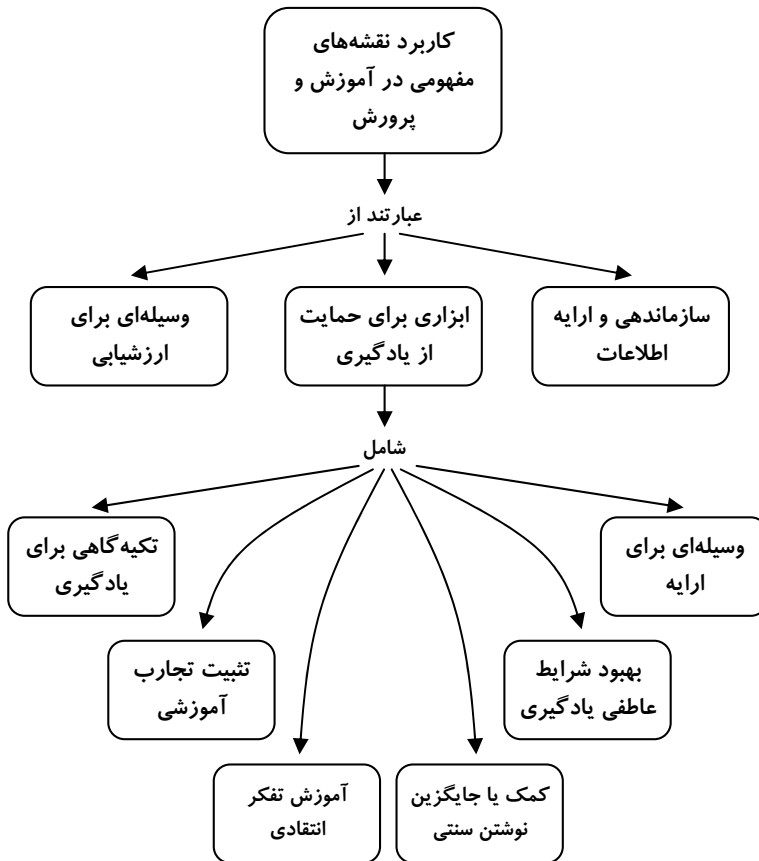 کاربرد نقشه‌های
مفهومی در آموزش و
پرورش
عبارتند از
سازماندهی و ارایه
اطلاعات
ابزاری برای حمایت
از یادگیری
وسیله‌ای برای
ارزشیابی
شامل
وسیله‌ای برای
ارایه
تکیه‌گاهی برای
یادگیری
بهبود شرایط
عاطفی یادگیری
تثبیت تجارب
آموزشی
کمک یا جایگزین
نوشتن سنتی
آموزش تفکر
انتقادی